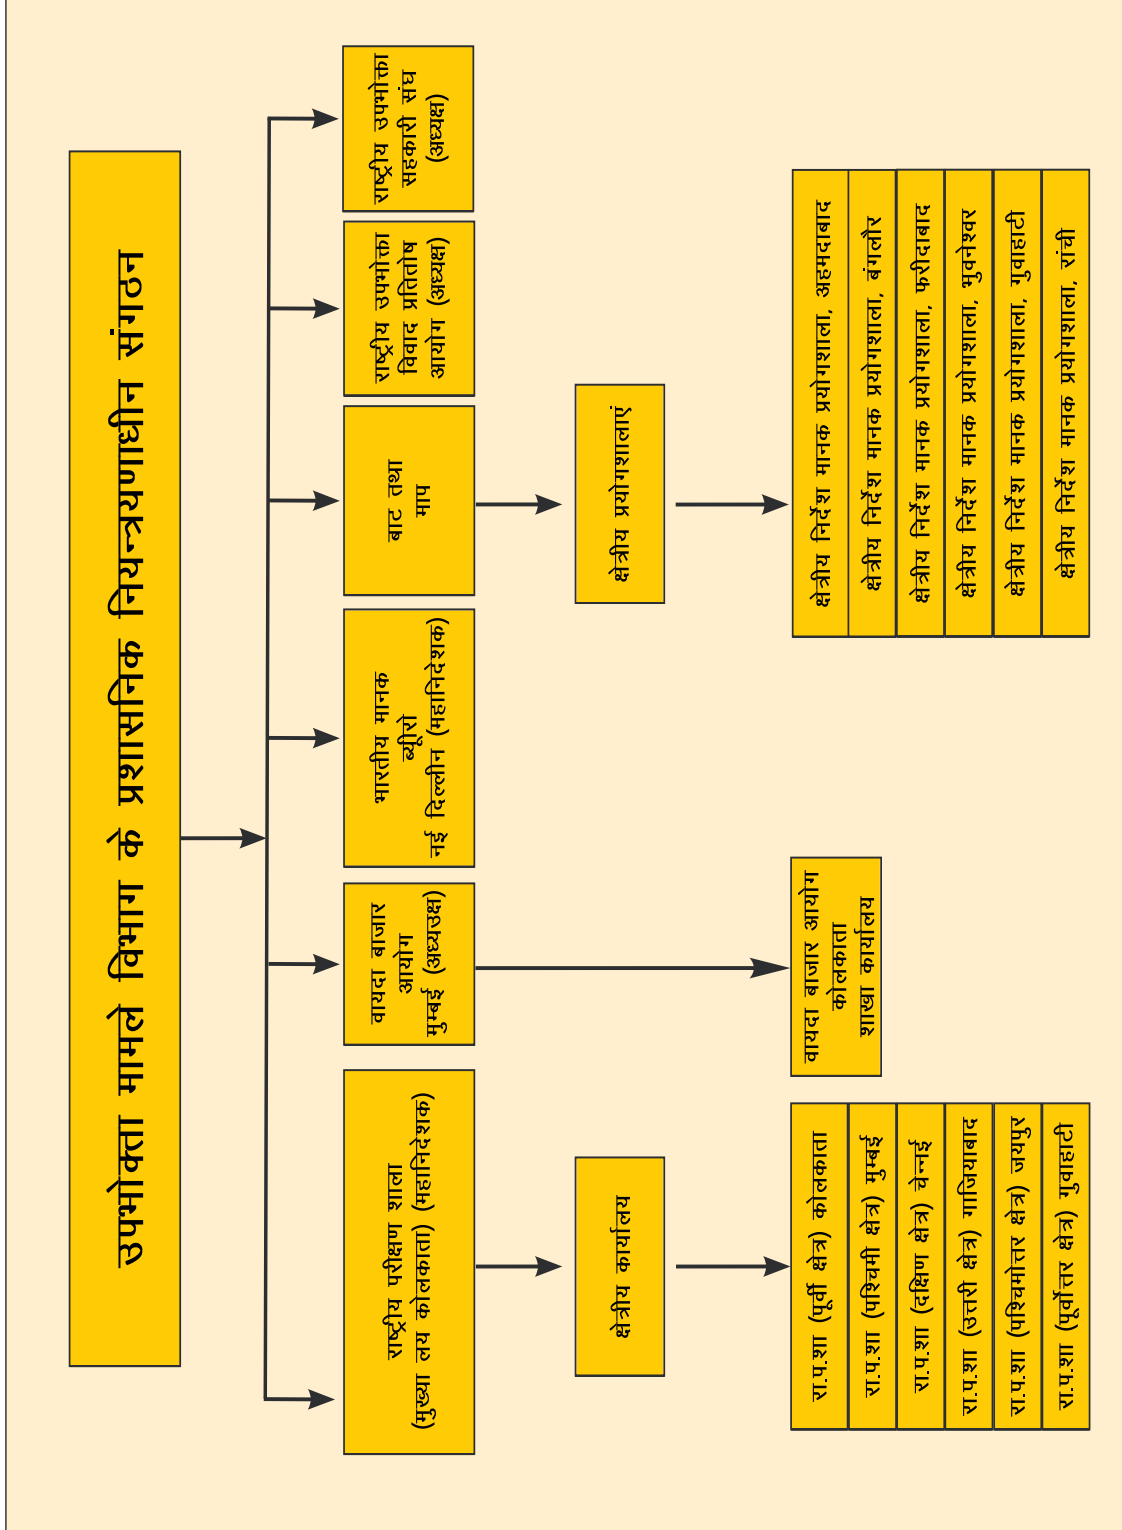 उपभोक्ता मामले विभाग के प्रशासनिक नियन्त्रणाधीन संगठन
राष्ट्रीय परीक्षण शाला
(मुख्या लय कोलकाता) (महानिदेशक)
वायदा बाजार
आयोग
मुम्बई (अध्यक्ष)
भारतीय मानक
ब्यूरो
नई दिल्लीन (महानिदेशक)
बाट तथा
माप
राष्ट्रीय उपभोक्ता
विवाद प्रतितोष
आयोग (अध्यक्ष)
राष्ट्रीय उपभोक्ता
सहकारी संघ
(अध्यक्ष)
क्षेत्रीय कार्यालय
क्षेत्रीय प्रयोगशालाएं
रा.प.शा (पूर्वी क्षेत्र) कोलकाता
रा.प.शा (पश्चिमी क्षेत्र) मुम्बई
रा.प.शा (दक्षिण क्षेत्र) चेन्नई
रा.प.शा (उत्तरी क्षेत्र) गाजियाबाद
रा.प.शा (पश्चिमोत्तर क्षेत्र) जयपुर
रा.प.शा (पूर्वोत्तर क्षेत्र) गुवाहाटी
वायदा बाजार आयोग
कोलकाता
शाखा कार्यालय
क्षेत्रीय निर्देश मानक प्रयोगशाला, अहमदाबाद
क्षेत्रीय निर्देश मानक प्रयोगशाला, बंगलौर
क्षेत्रीय निर्देश मानक प्रयोगशाला, फरीदाबाद
क्षेत्रीय निर्देश मानक प्रयोगशाला, भुवनेश्वर
क्षेत्रीय निर्देश मानक प्रयोगशाला, गुवाहाटी
क्षेत्रीय निर्देश मानक प्रयोगशाला, रांची